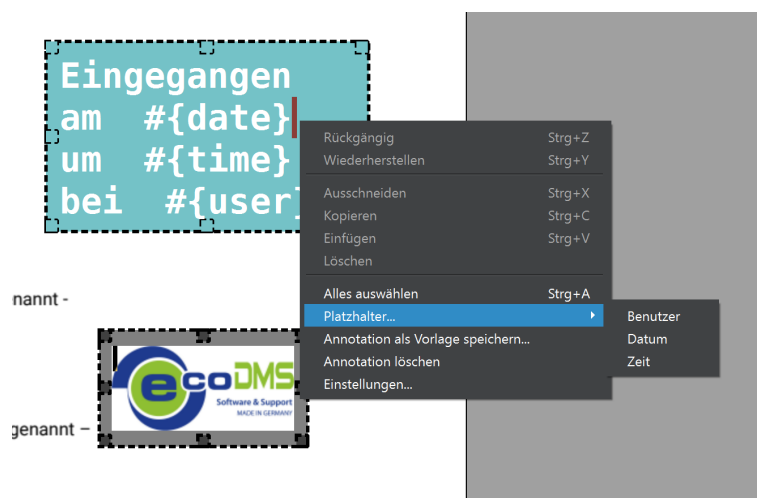 Eingegangen
am #{date}
um #{time}
bei #{user}
Rückgängig Strg+Z
Wiederherstellen Strg+Y
Ausschneiden Strg+X
Kopieren Strg+C
Einfügen Strg+V
Löschen
Alles auswählen Strg+A
Platzhalter...
Annotation als Vorlage speichern...
Annotation löschen
Einstellungen...
Benutzer
Datum
Zeit
nannt -
ecoDMS
Software & Support
MADE IN GERMANY
genannt –